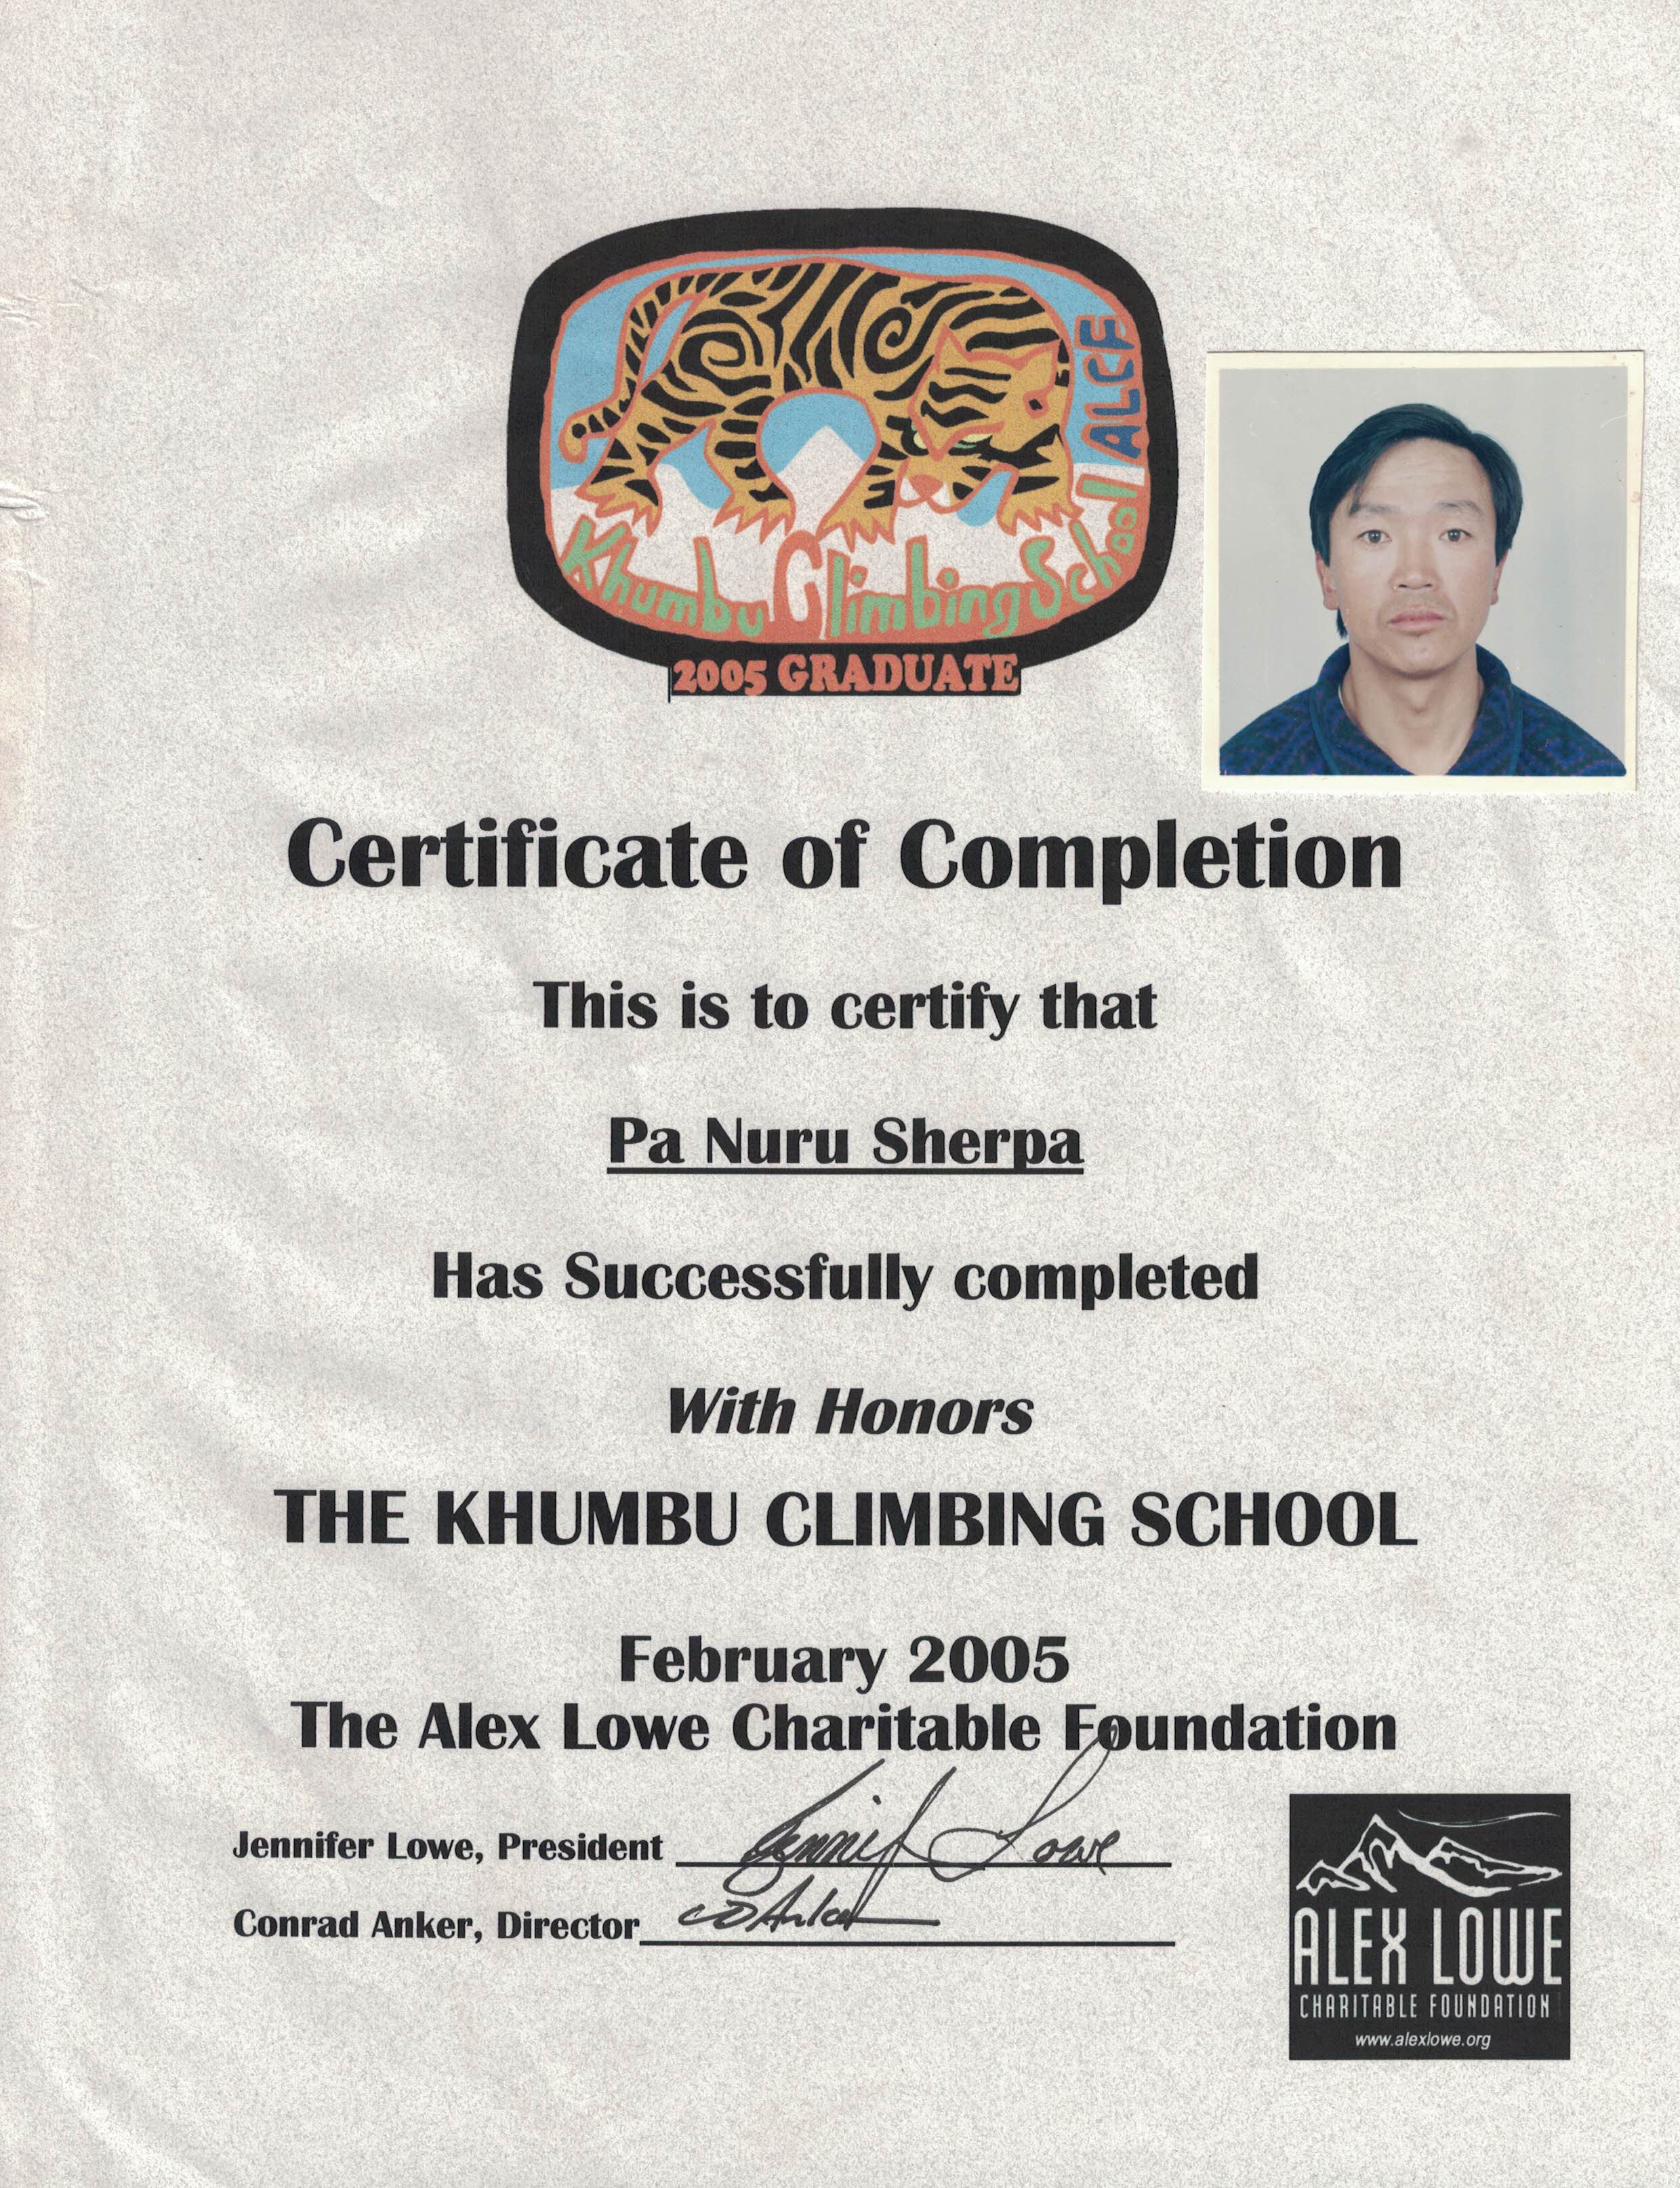 ALCF
Khumbu Climbing School
2005 GRADUATE
Certificate of Completion
This is to certify that
Pa Nuru Sherpa
Has Successfully completed
With Honors
THE KHUMBU CLIMBING SCHOOL
February 2005
The Alex Lowe Charitable Foundation
Jennifer Lowe, President Jennif Lowe
Conrad Anker, Director
ALEX LOWE
CHARITABLE FOUNDATION
www.alexlowe.org